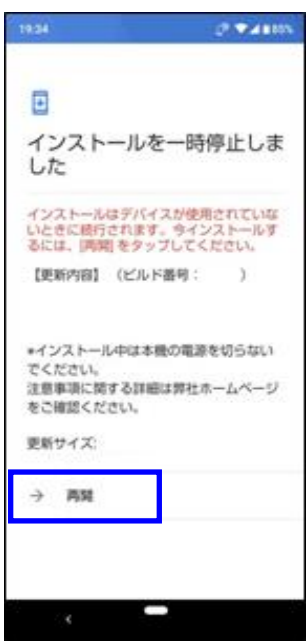 19:34
85%
インストールを一時停止しま
した
インストールはデバイスが使用されていな
いときに続行されます。今インストールす
るには、[再開] をタップしてください。
【更新内容】（ビルド番号：　　）
*インストール中は本機の電源を切らない
でください。
注意事項に関する詳細は弊社ホームページ
をご確認ください。
更新サイズ:
→ 再開